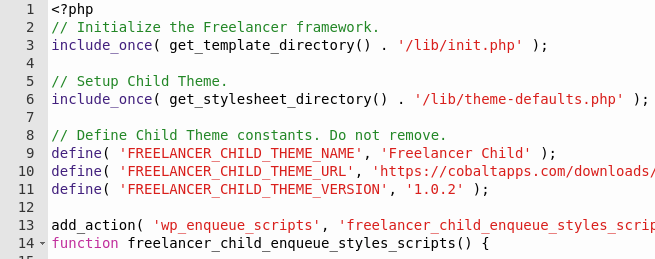 1 <?php
2 // Initialize the Freelancer framework.
3 include_once( get_template_directory() . '/lib/init.php' );
4
5 // Setup Child Theme.
6 include_once( get_stylesheet_directory() . '/lib/theme-defaults.php' );
7
8 // Define Child Theme constants. Do not remove.
9 define( 'FREELANCER_CHILD_THEME_NAME', 'Freelancer Child' );
10 define( 'FREELANCER_CHILD_THEME_URL', 'https://cobaltapps.com/downloads/
11 define( 'FREELANCER_CHILD_THEME_VERSION', '1.0.2' );
12
13 add_action( 'wp_enqueue_scripts', 'freelancer_child_enqueue_styles_scrip
14 function freelancer_child_enqueue_styles_scripts() {